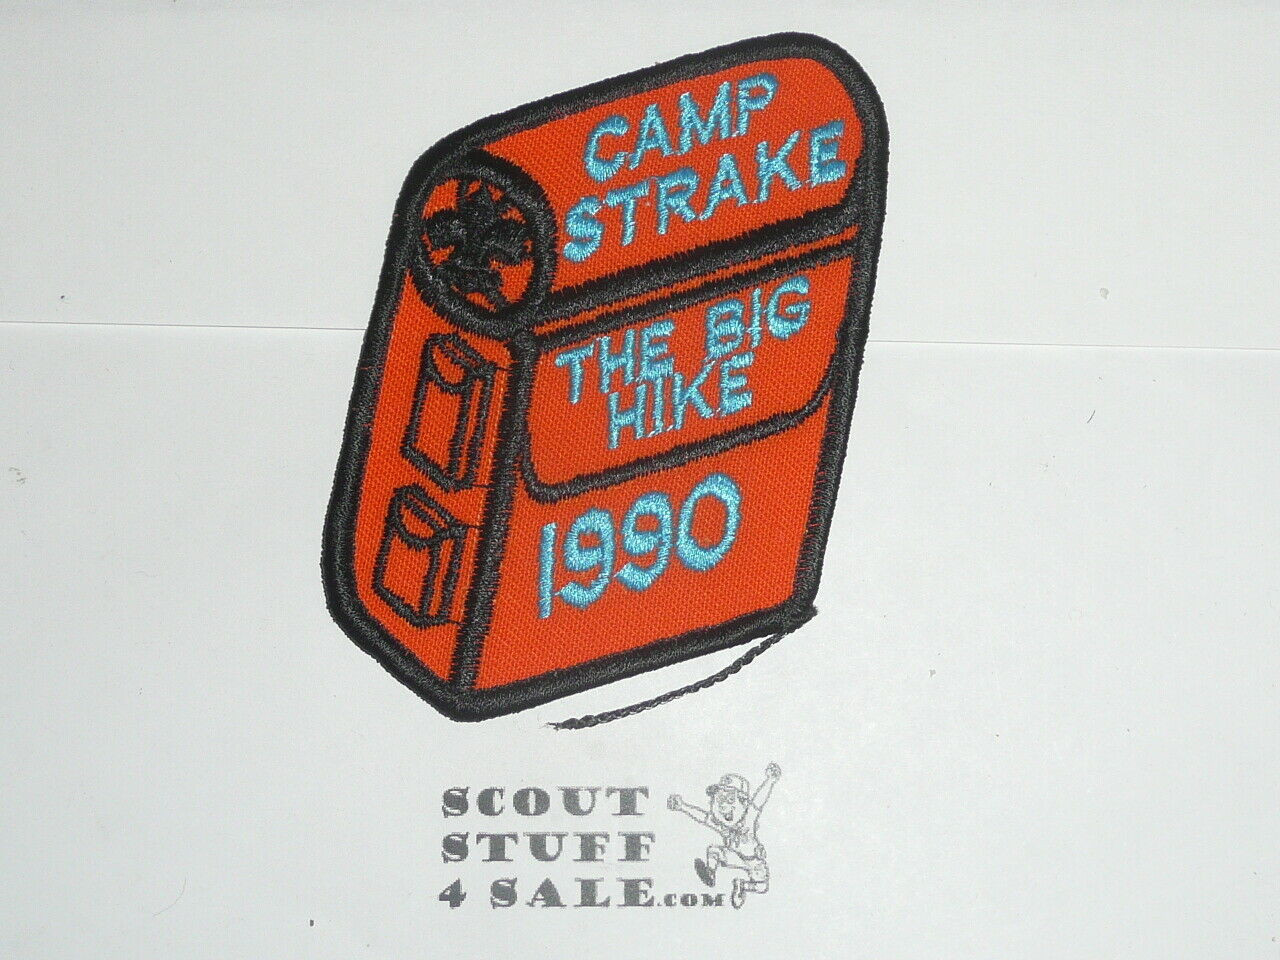 CAMP
STRAKE
THE BIG
HIKE
1990
SCOUT
STUFF
4 SALE.COM